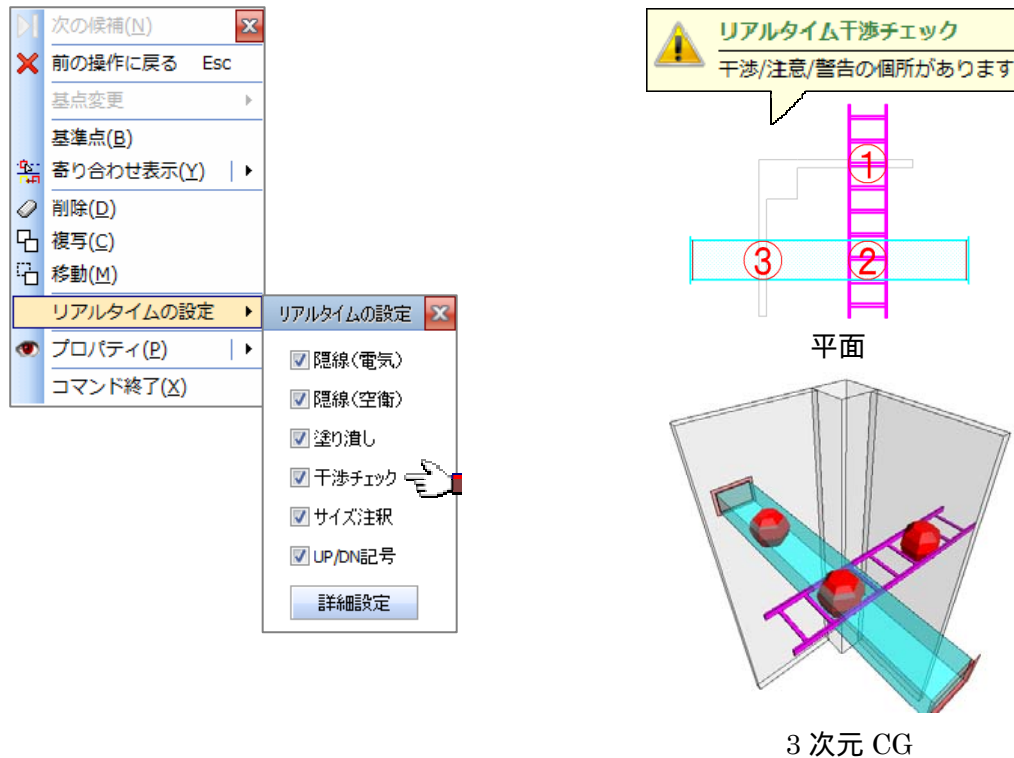 次の候補(N)
前の操作に戻る Esc
基点変更
基準点(B)
寄り合わせ表示(Y)
削除(D)
複写(C)
移動(M)
リアルタイムの設定
プロパティ(P)
コマンド終了(X)
リアルタイムの設定
隠線(電気)
隠線(空衛)
塗り潰し
干渉チェック
サイズ注釈
UP/DN記号
詳細設定
リアルタイム干渉チェック
干渉/注意/警告の個所があります
①
③ ②
平面
3 次元 CG